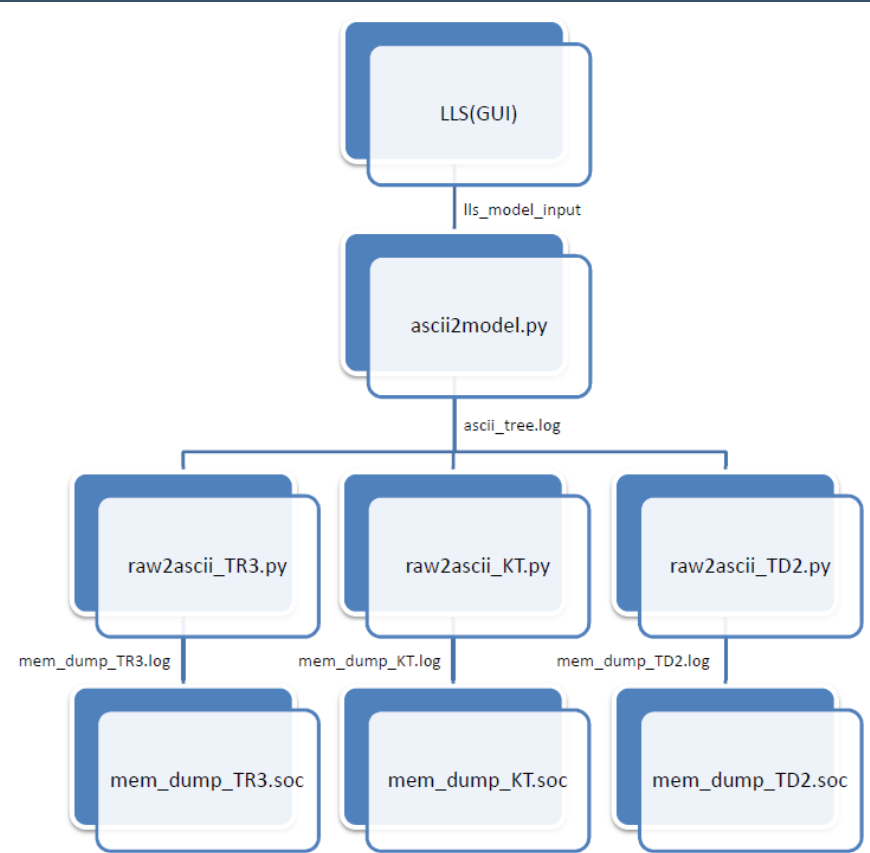 LLS(GUI)
lls_model_input
ascii2model.py
ascii_tree.log
raw2ascii_TR3.py
raw2ascii_KT.py
raw2ascii_TD2.py
mem_dump_TR3.log
mem_dump_KT.log
mem_dump_TD2.log
mem_dump_TR3.soc
mem_dump_KT.soc
mem_dump_TD2.soc